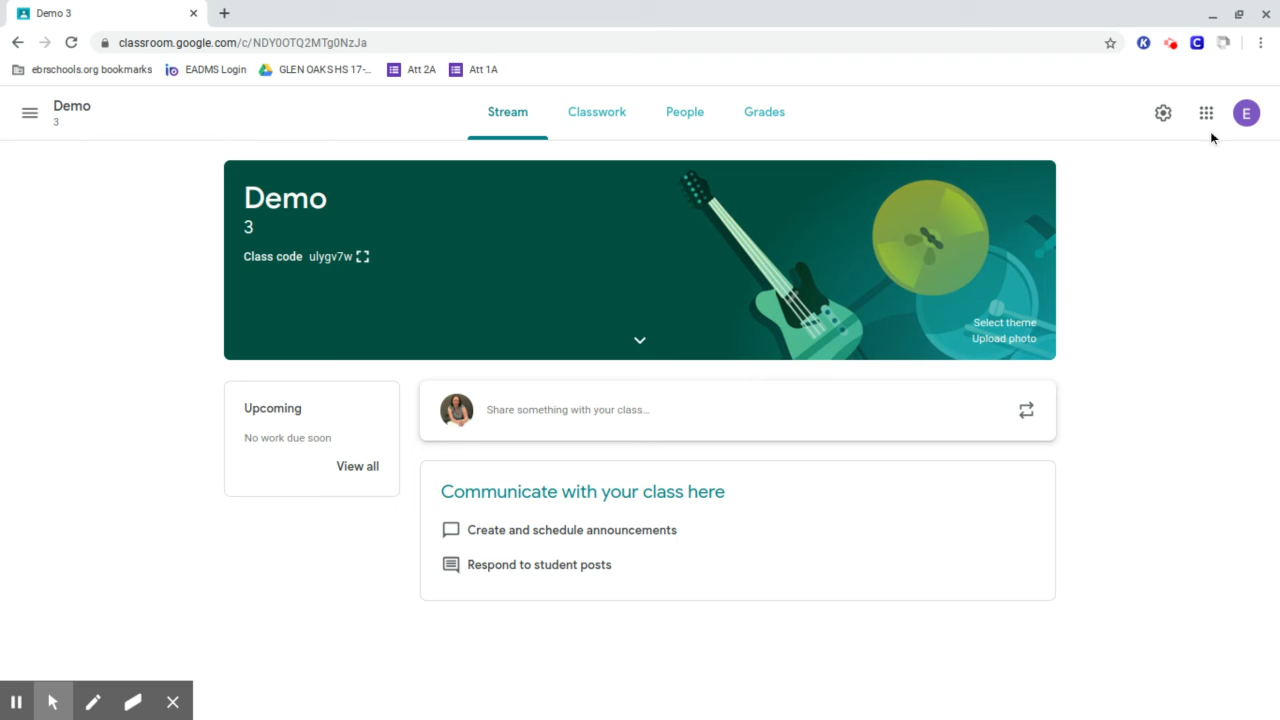 Demo 3
classroom.google.com/c/NDY0OTQ2MTg0NzJa
ebrschools.org bookmarks
EADMS Login
GLEN OAKS HS 17-...
Att 2A
Att 1A
Demo
3
Stream
Classwork
People
Grades
E
Demo
3
Class code ulygv7w
Select theme
Upload photo
Upcoming
No work due soon
View all
Share something with your class...
Communicate with your class here
Create and schedule announcements
Respond to student posts